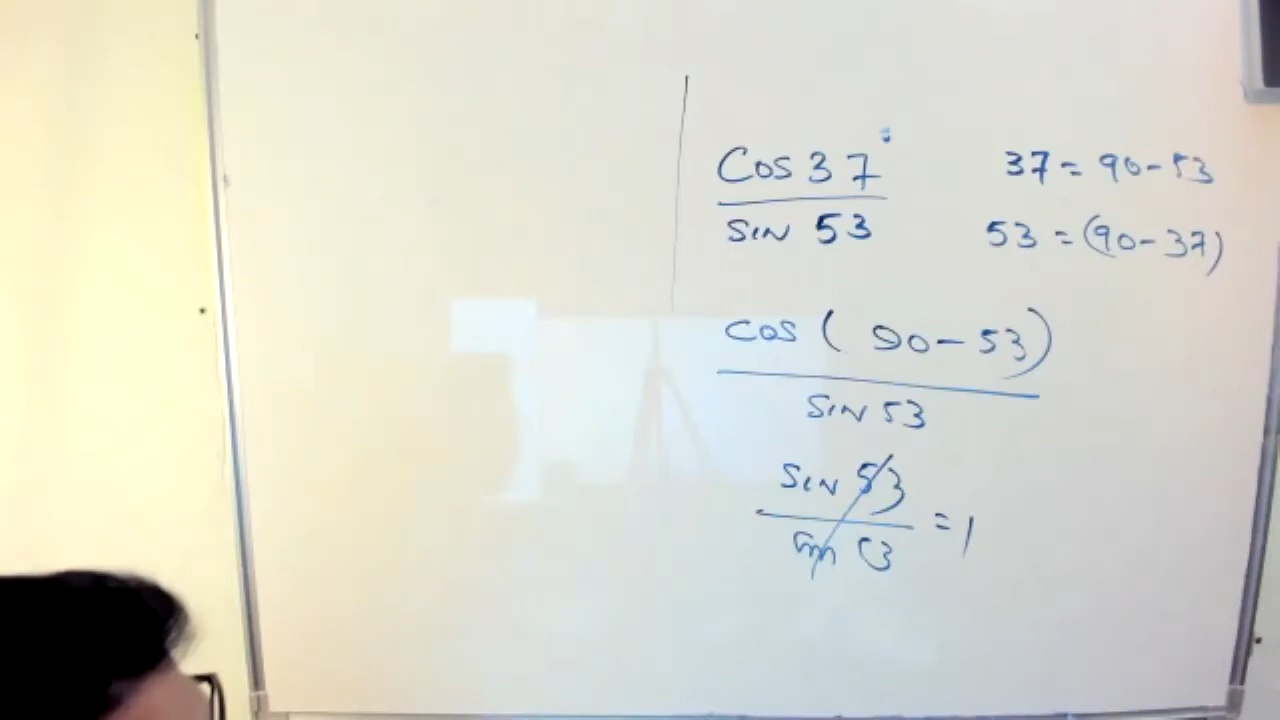 Cos 37° 37 = 90 - 53
sin 53 53 = (90 - 37)
cos ( 90 - 53)
sin 53
sin 53
sin 53 = 1